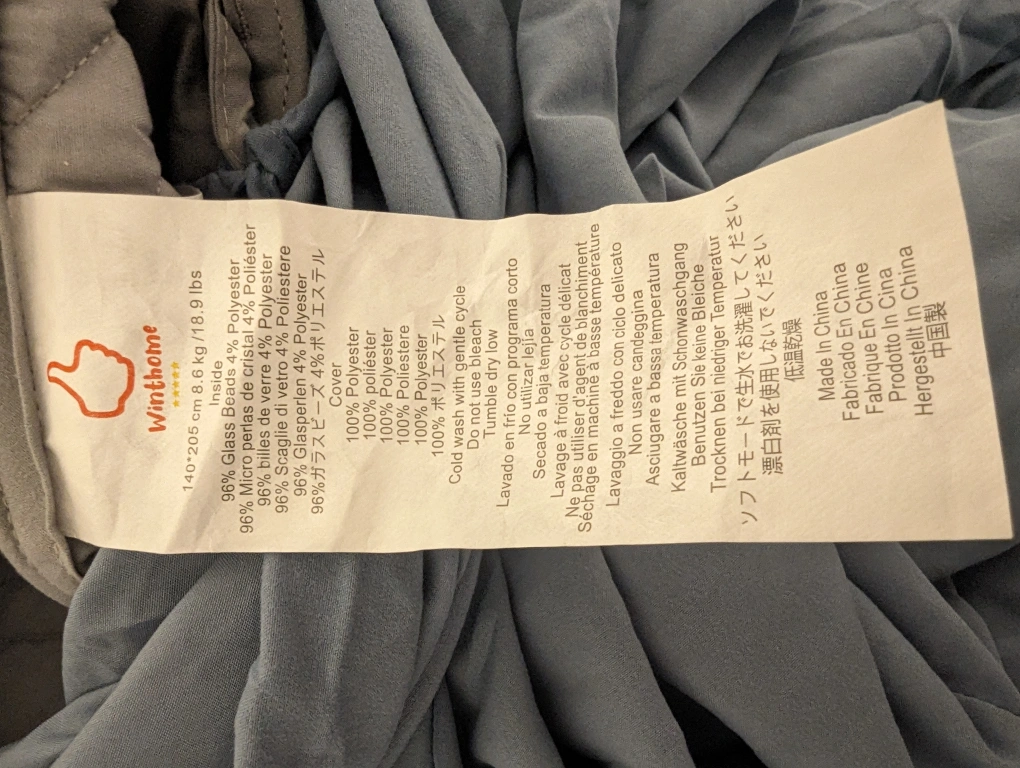 Winthome
★★★★★
140*205 cm 8.6 kg /18.9 lbs
Inside
96% Glass Beads 4% Polyester
96% Micro perlas de cristal 4% Poliéster
96% billes de verre 4% Polyester
96% Scaglie di vetro 4% Poliestere
96% Glasperlen 4% Polyester
96%ガラスビーズ 4% ポリエステル
Cover
100% Polyester
100% poliéster
100% Polyester
100% Poliestere
100% Polyester
100% ポリエステル
Cold wash with gentle cycle
Do not use bleach
Tumble dry low
Lavado en frío con programa corto
No utilizar lejía
Secado a baja temperatura
Lavage à froid avec cycle délicat
Ne pas utiliser d'agent de blanchiment
Séchage en machine à basse température
Lavaggio a freddo con ciclo delicato
Non usare candeggina
Asciugare a bassa temperatura
Kaltwäsche mit Schonwaschgang
Benutzen Sie keine Bleiche
Trocknen bei niedriger Temperatur
ソフトモードで生水でお洗濯してください
漂白剤を使用しないでください
低温乾燥
Made In China
Fabricado En China
Fabrique En Chine
Prodotto In Cina
Hergestellt In China
中国製